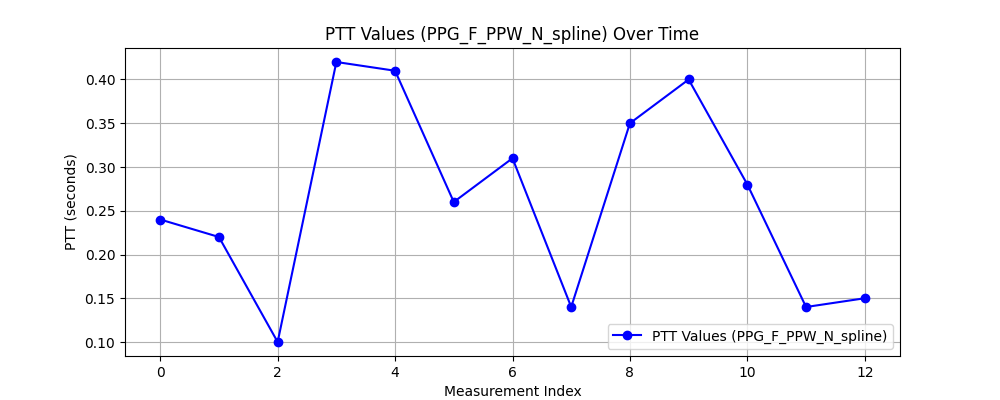 PTT Values (PPG_F_PPW_N_spline) Over Time
PTT (seconds)
0.40
0.35
0.30
0.25
0.20
0.15
0.10
PTT Values (PPG_F_PPW_N_spline)
0 2 4 6 8 10 12
Measurement Index